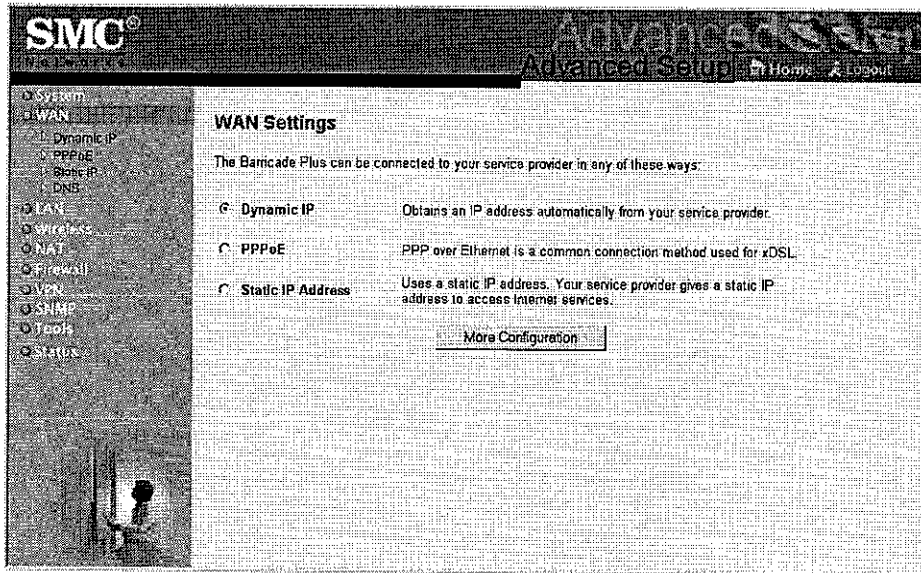 SMC®
Networks
Advanced Setup
Home
Logout
System
WAN
Dynamic IP
PPPoE
Static IP
DNS
LAN
Wireless
NAT
Firewall
VPN
SNMP
Tools
Status
WAN Settings
The Barricade Plus can be connected to your service provider in any of these ways:
Dynamic IP Obtains an IP address automatically from your service provider.
PPPoE PPP over Ethernet is a common connection method used for xDSL
Static IP Address Uses a static IP address. Your service provider gives a static IP
address to access Internet services.
More Configuration